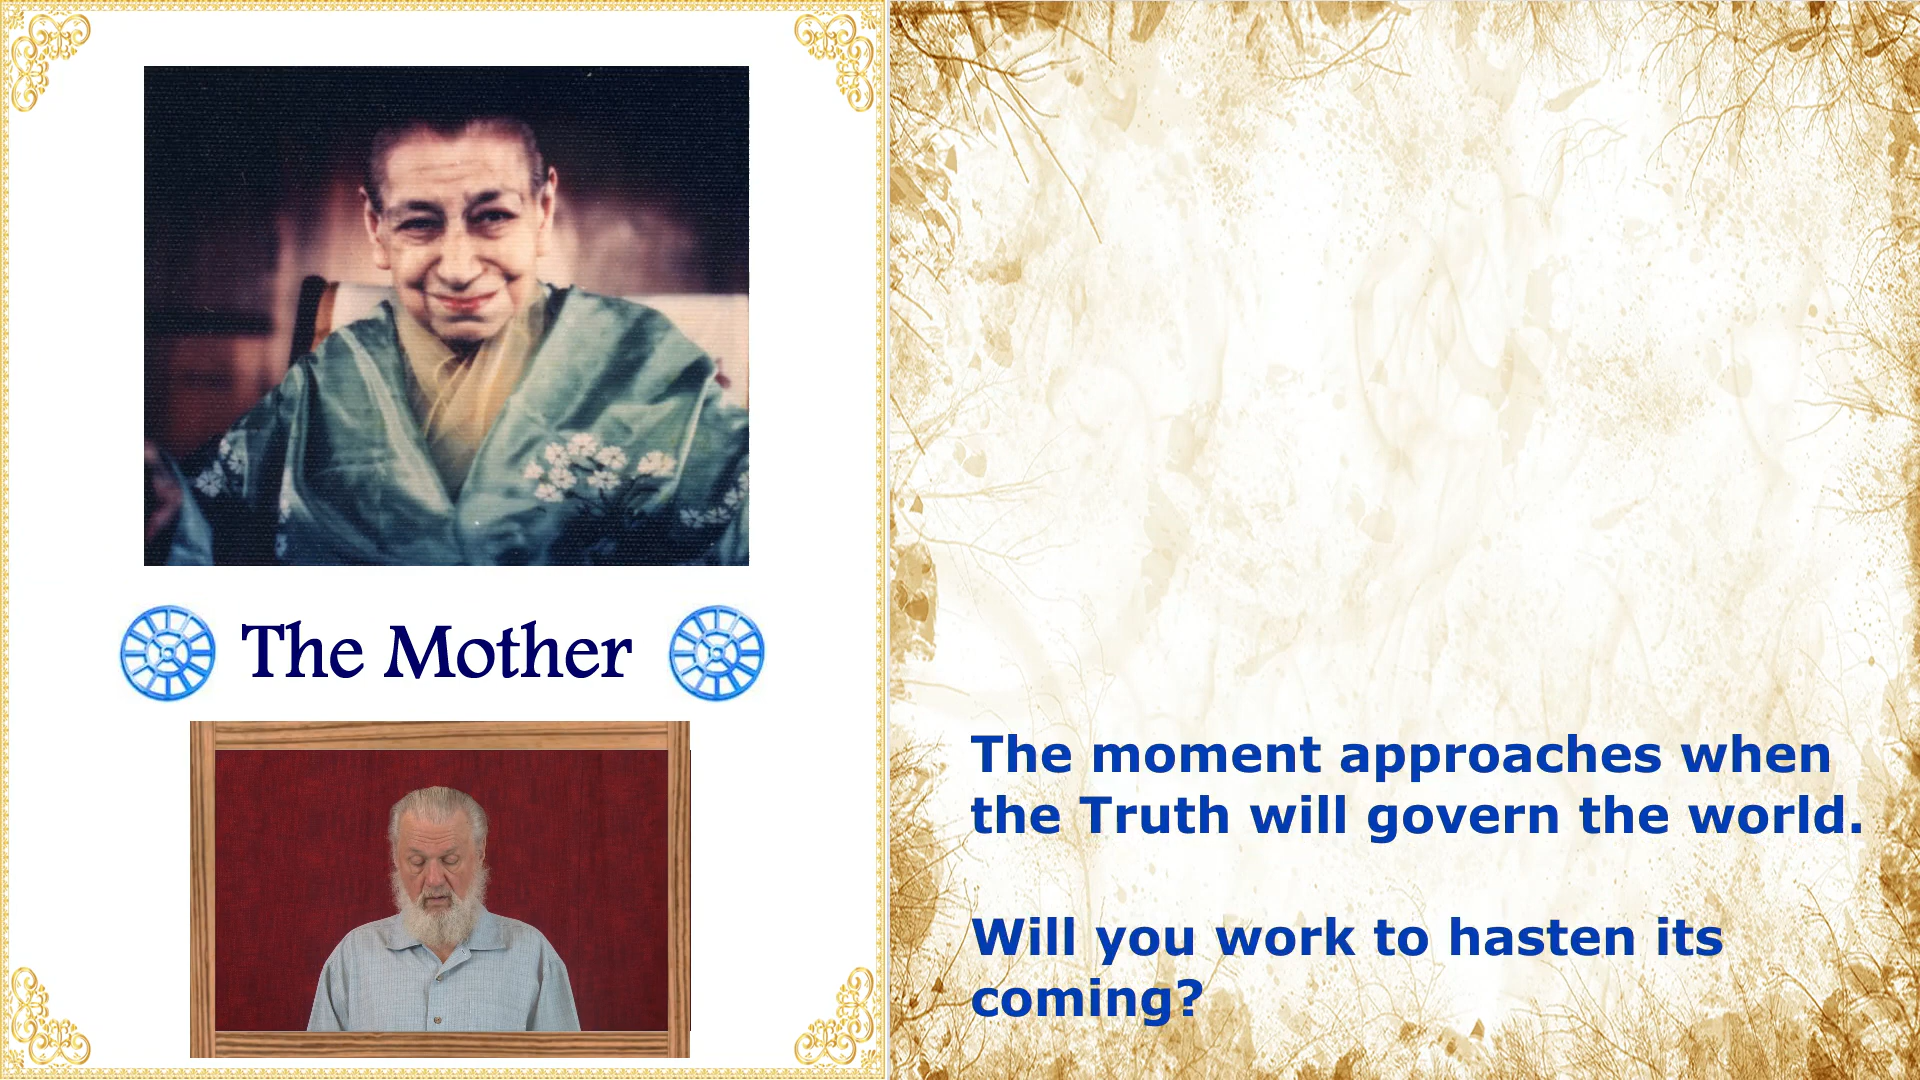 The Mother
The moment approaches when
the Truth will govern the world.
Will you work to hasten its
coming?